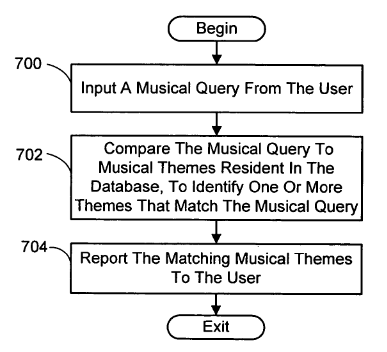 Begin
700
Input A Musical Query From The User
702
Compare The Musical Query To
Musical Themes Resident In The
Database, To Identify One Or More
Themes That Match The Musical Query
704
Report The Matching Musical Themes
To The User
Exit